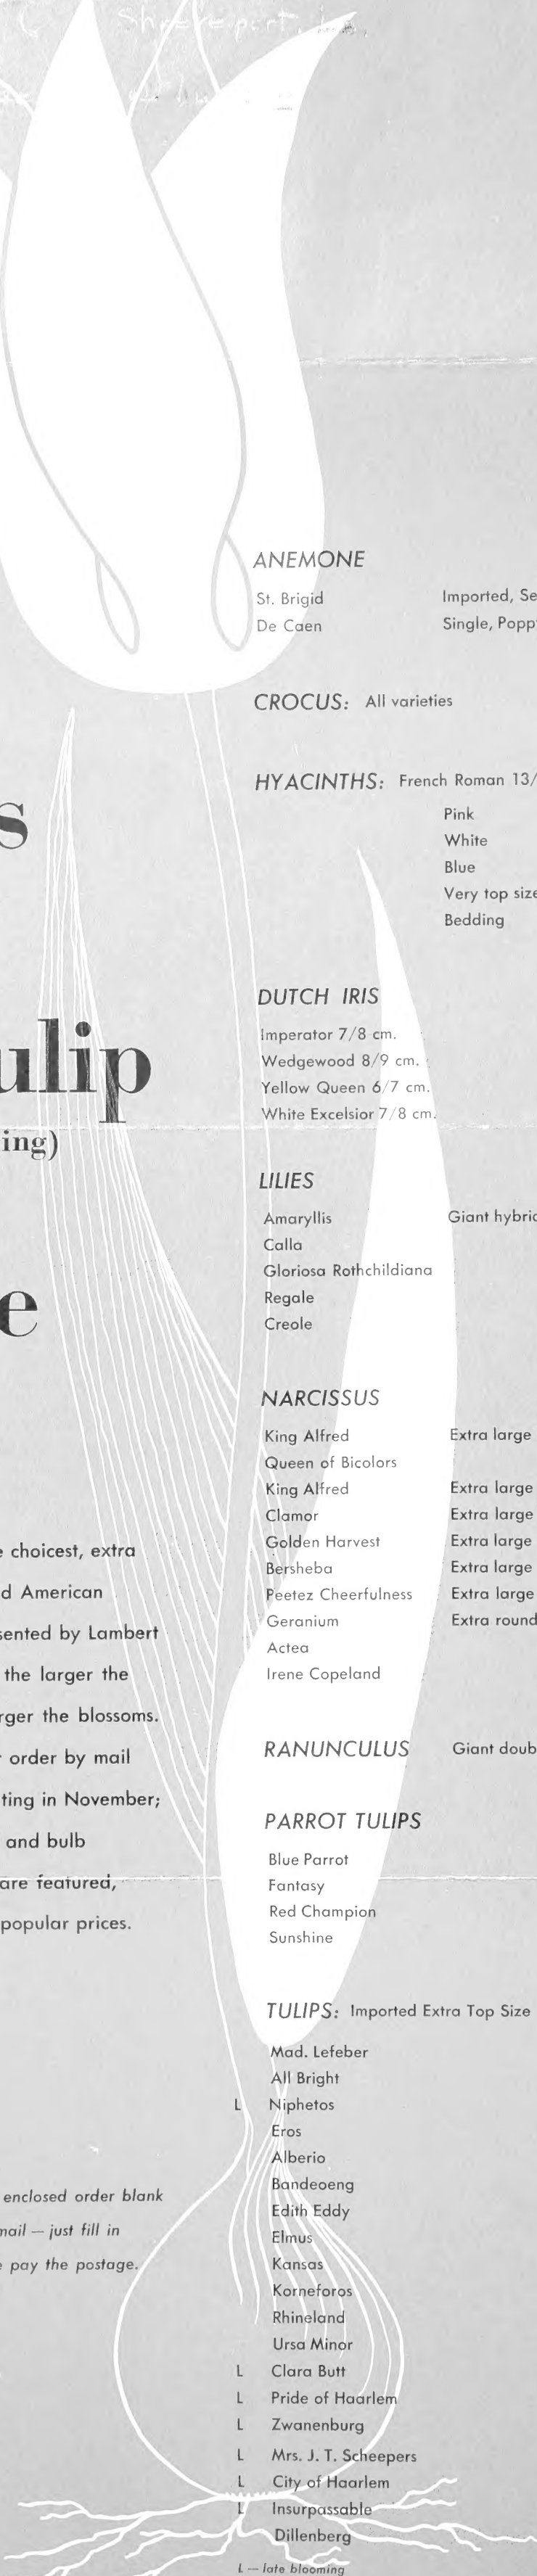 Shreveport, La.
ANEMONE
St. Brigid Imported, Se
De Caen Single, Popp
CROCUS: All varieties
HYACINTHS: French Roman 13/
Pink
White
Blue
Very top size
Bedding
DUTCH IRIS
Imperator 7/8 cm.
Wedgewood 8/9 cm.
Yellow Queen 6/7 cm.
White Excelsior 7/8 cm.
LILIES
Amaryllis Giant hybrid
Calla
Gloriosa Rothchildiana
Regale
Creole
NARCISSUS
King Alfred Extra large
Queen of Bicolors
King Alfred Extra large
Clamor Extra large
Golden Harvest Extra large
Bersheba Extra large
Peetez Cheerfulness Extra large
Geranium Extra round
Actea
Irene Copeland
RANUNCULUS Giant doub
PARROT TULIPS
Blue Parrot
Fantasy
Red Champion
Sunshine
TULIPS: Imported Extra Top Size
Mad. Lefeber
All Bright
L Niphetos
Eros
Alberio
Bandeoeng
Edith Eddy
Elmus
Kansas
Korneforos
Rhineland
Ursa Minor
L Clara Butt
L Pride of Haarlem
L Zwanenburg
L Mrs. J. T. Scheepers
L City of Haarlem
L Insurpassable
Dillenberg
L — late blooming
s
ulip
ing)
e
e choicest, extra
d American
sented by Lambert
the larger the
rger the blossoms.
r order by mail
ting in November;
and bulb
are featured,
popular prices.
enclosed order blank
mail — just fill in
e pay the postage.